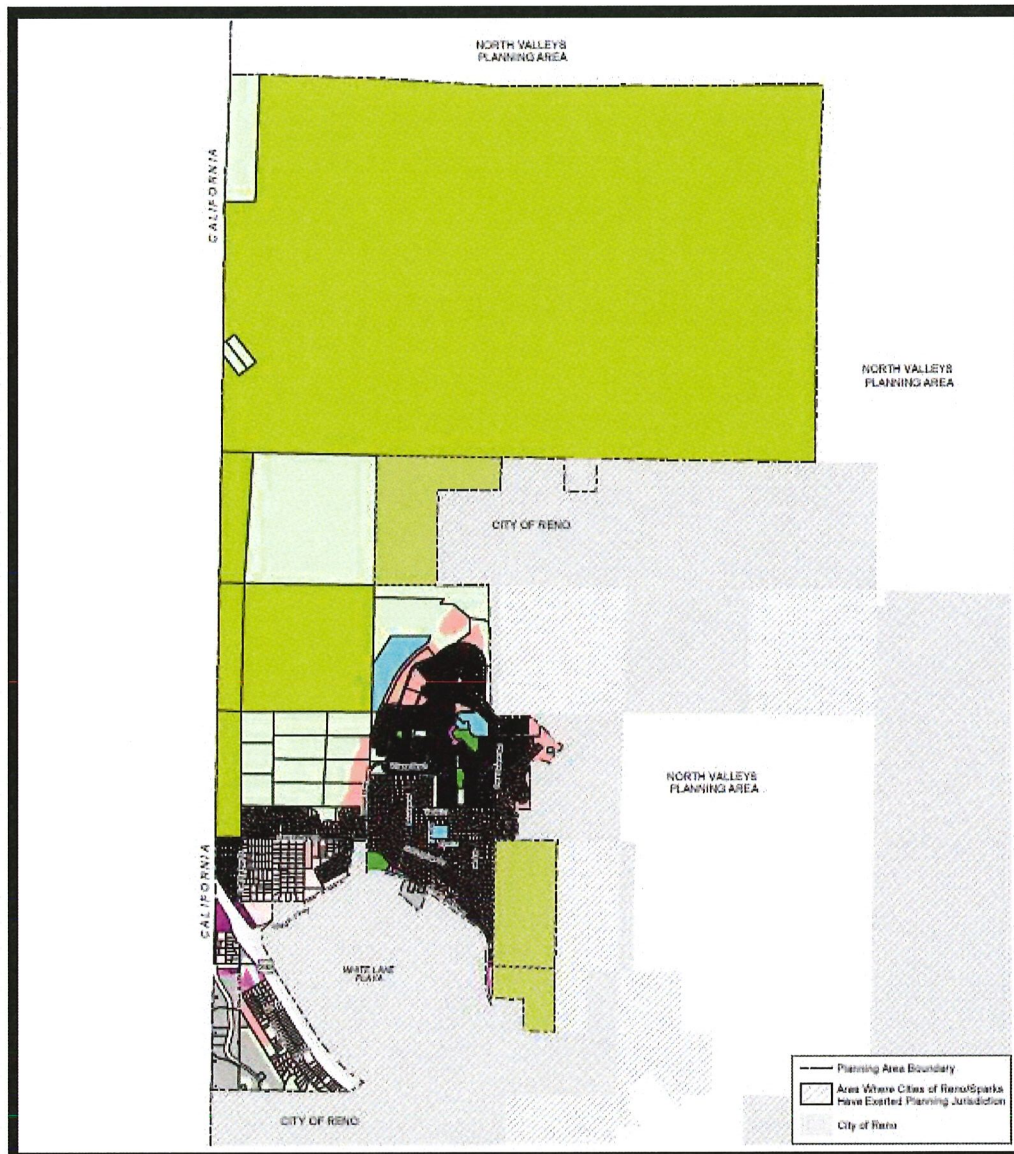 NORTH VALLEYS
PLANNING AREA
CALIFORNIA
NORTH VALLEYS
PLANNING AREA
CITY OF RENO
NORTH VALLEYS
PLANNING AREA
CALIFORNIA
WHITE LAKE
PLAYA
CITY OF RENO
Planning Area Boundary
Area Where Cities of Reno/Sparks
Have Exerted Planning Jurisdiction
City of Reno